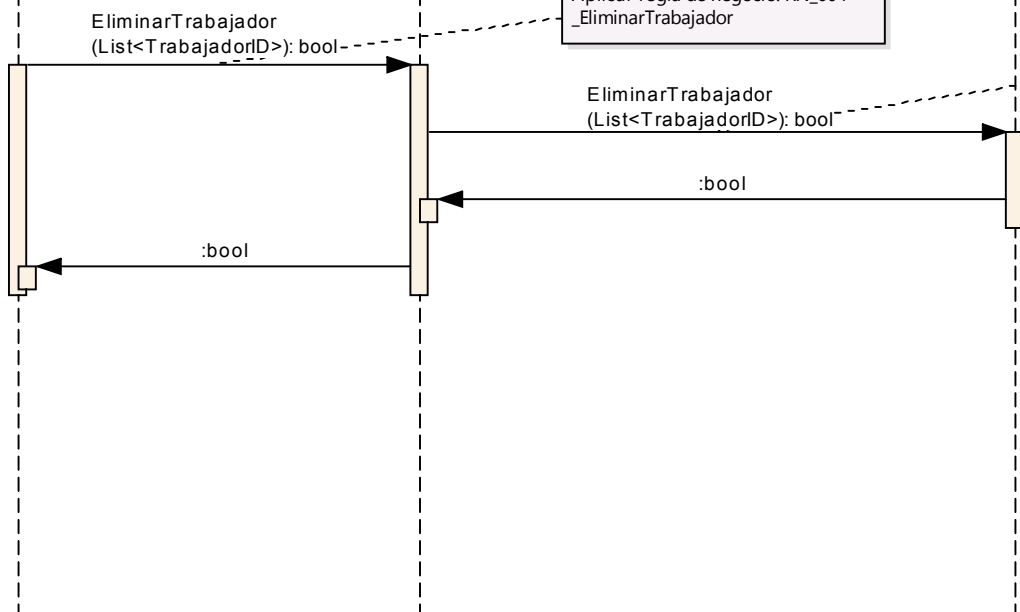 EliminarTrabajador
(List<TrabajadorID>): bool
_EliminarTrabajador
EliminarTrabajador
(List<TrabajadorID>): bool
:bool
:bool